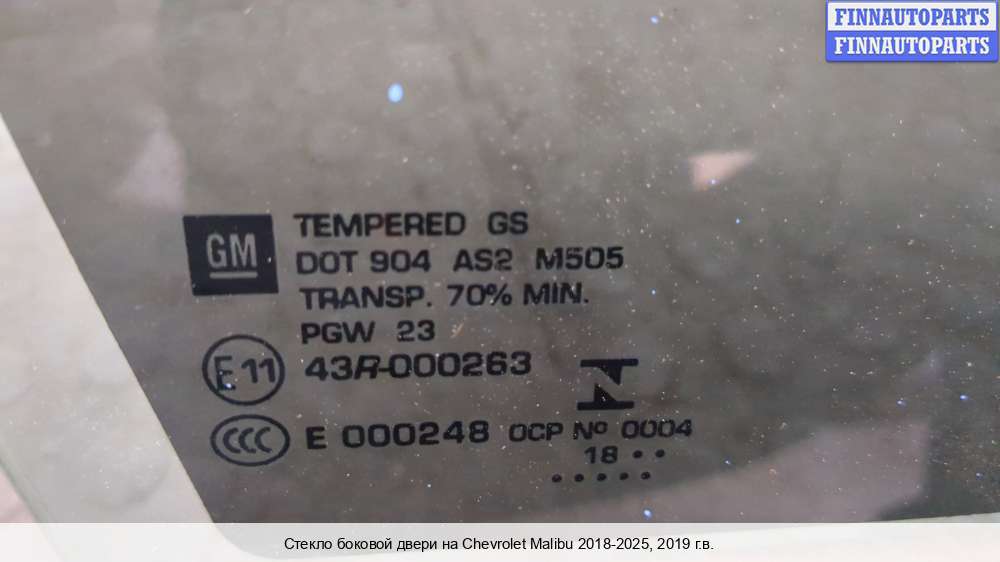 FINNAUTOPARTS
FINNAUTOPARTS
GM
TEMPERED GS
DOT 904 AS2 M505
TRANSP. 70% MIN.
PGW 23
E11 43R-000263
CCC E 000248 OCP Nº 0004
18
Стекло боковой двери на Chevrolet Malibu 2018-2025, 2019 г.в.